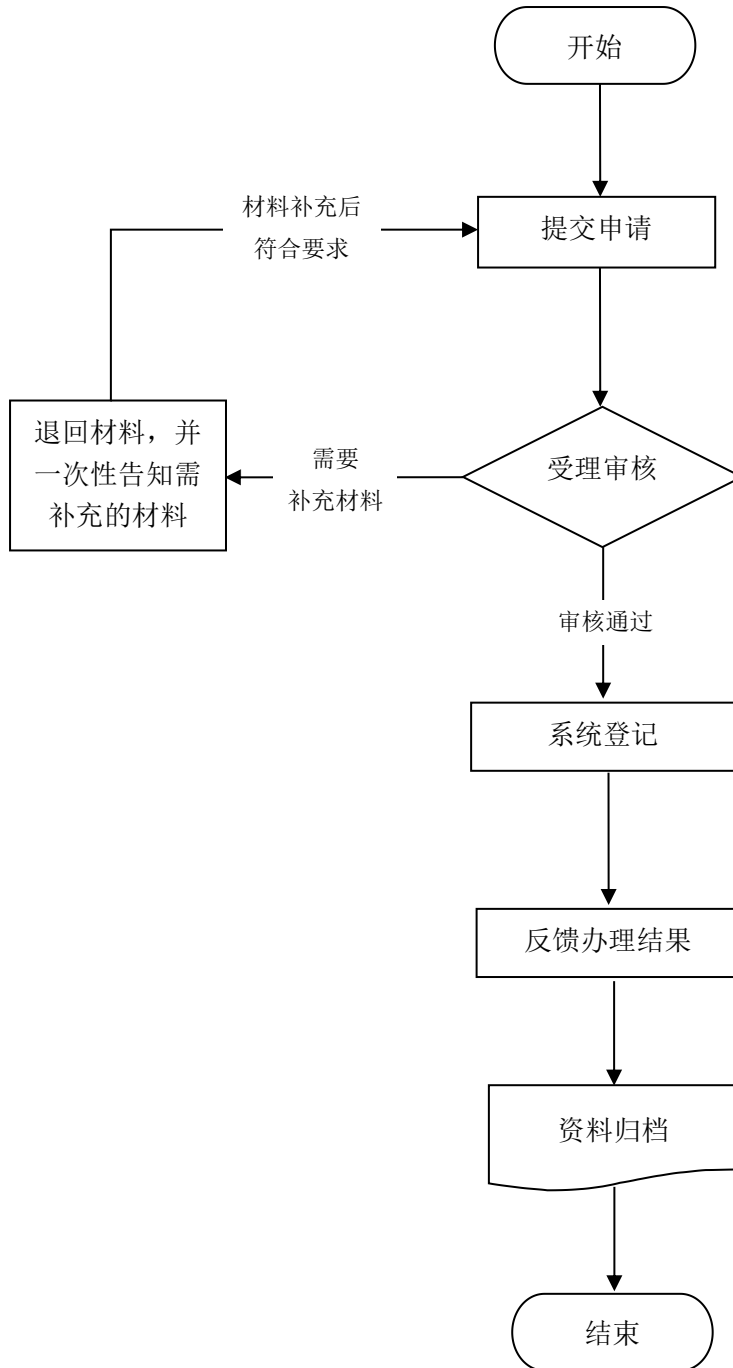 开始
材料补充后
符合要求
提交申请
退回材料，并
一次性告知需
补充的材料
需要
补充材料
受理审核
审核通过
系统登记
反馈办理结果
资料归档
结束